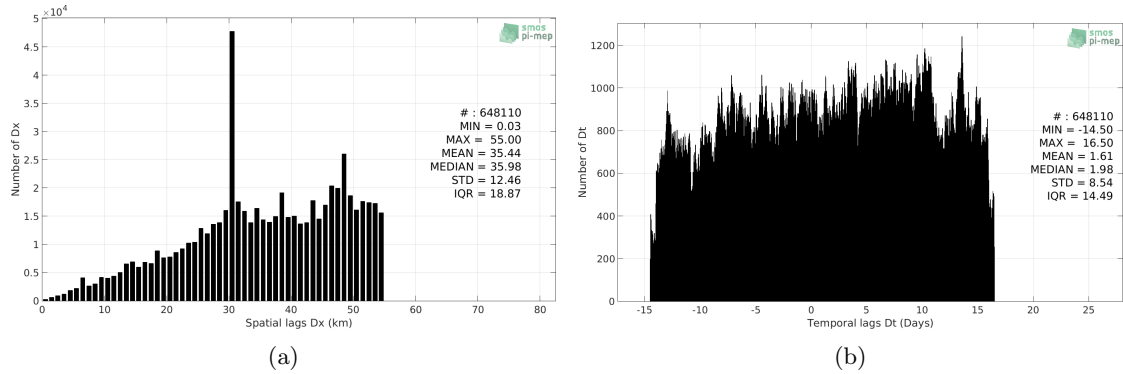 ×10⁴
5
4.5
4
3.5
3
2.5
2
1.5
1
0.5
0
Number of Dx
smos
pi-mep
# : 648110
MIN = 0.03
MAX = 55.00
MEAN = 35.44
MEDIAN = 35.98
STD = 12.46
IQR = 18.87
0 10 20 30 40 50 60 70 80
Spatial lags Dx (km)
(a)
1200
1000
800
600
400
200
0
Number of Dt
smos
pi-mep
# : 648110
MIN = -14.50
MAX = 16.50
MEAN = 1.61
MEDIAN = 1.98
STD = 8.54
IQR = 14.49
-15 -10 -5 0 5 10 15 20 25
Temporal lags Dt (Days)
(b)